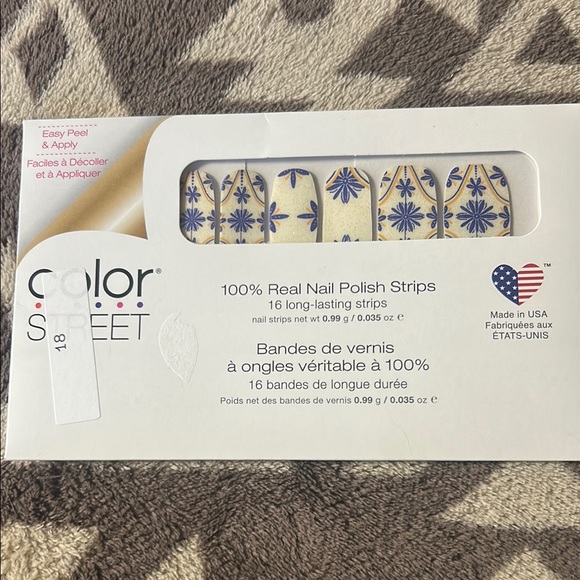 Easy Peel
& Apply
Faciles à Décoller
et à Appliquer
color®
STREET
18
100% Real Nail Polish Strips
16 long-lasting strips
nail strips net wt 0.99 g / 0.035 oz ℮
Bandes de vernis
à ongles véritable à 100%
16 bandes de longue durée
Poids net des bandes de vernis 0.99 g / 0.035 oz ℮
™
Made in USA
Fabriquées aux
ÉTATS-UNIS